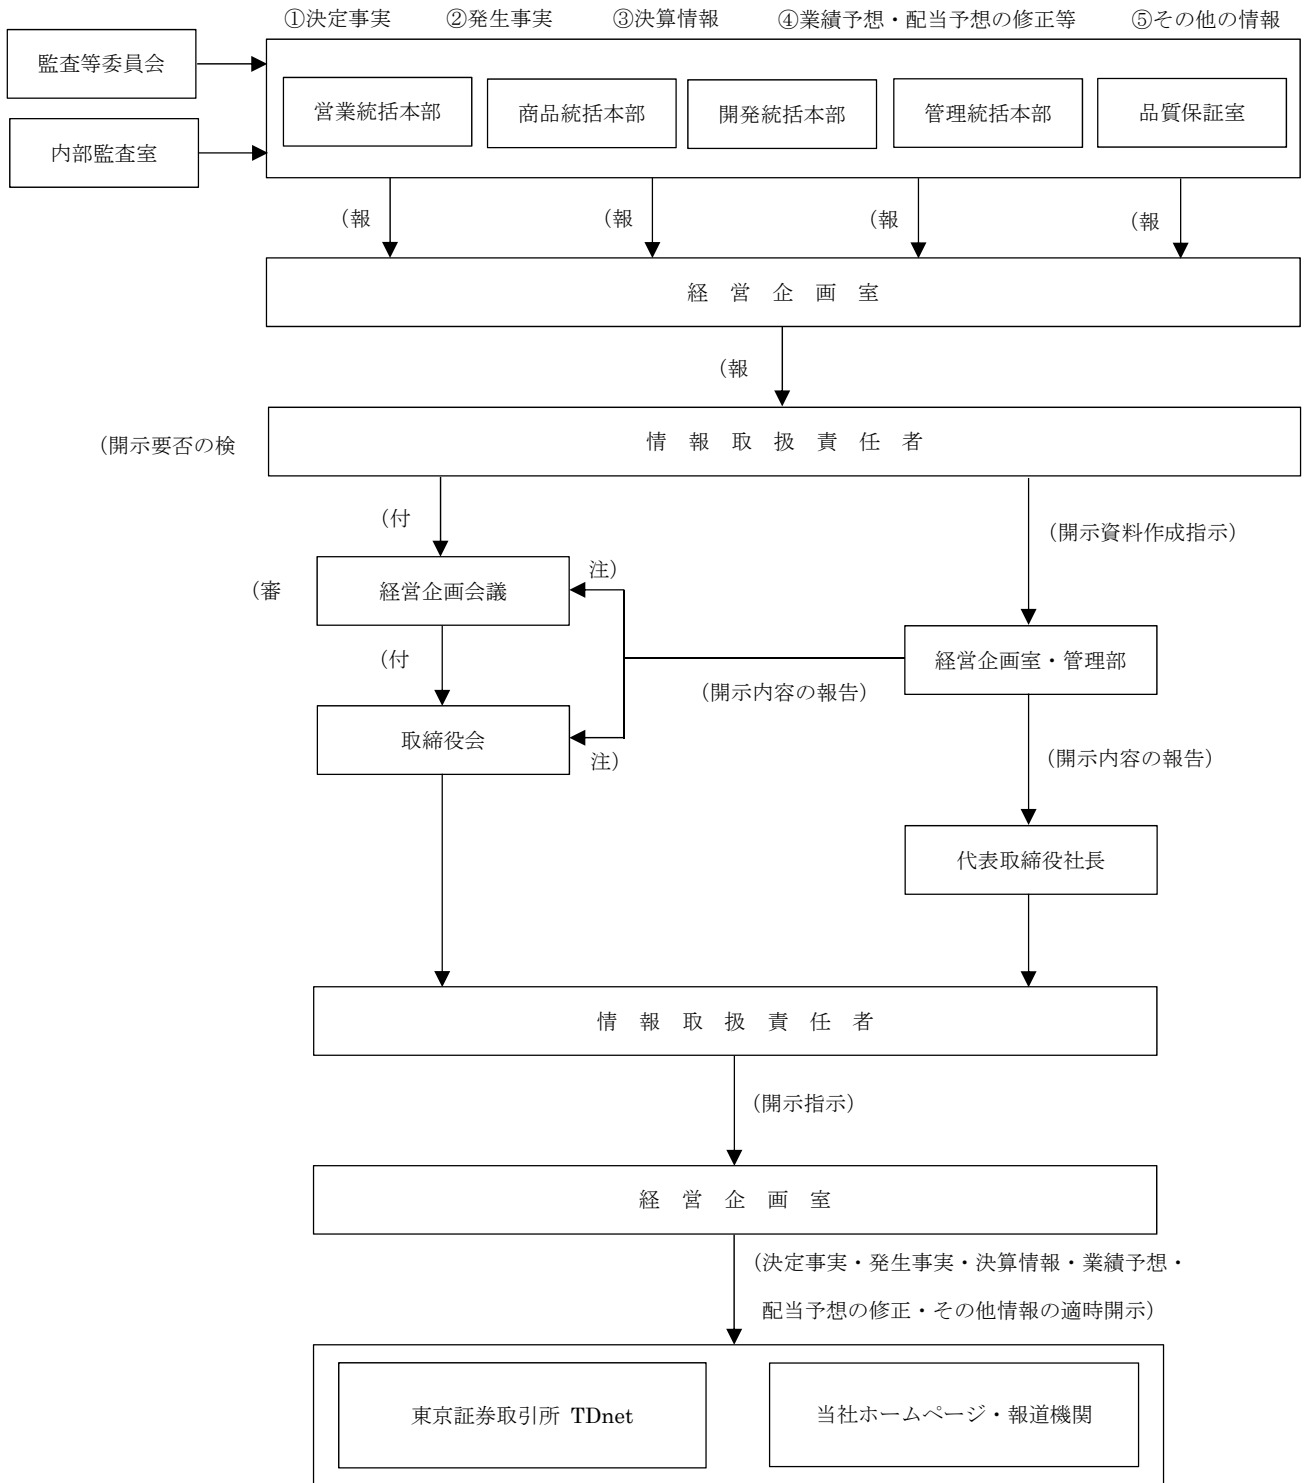 ①決定事実 ②発生事実 ③決算情報 ④業績予想・配当予想の修正等 ⑤その他の情報
監査等委員会
内部監査室
営業統括本部 商品統括本部 開発統括本部 管理統括本部 品質保証室
（報 （報 （報 （報
経営企画室
（報
（開示要否の検
情報取扱責任者
（付
（開示資料作成指示）
（審
経営企画会議
注）
（付
経営企画室・管理部
（開示内容の報告）
取締役会
注）
（開示内容の報告）
代表取締役社長
情報取扱責任者
（開示指示）
経営企画室
（決定事実・発生事実・決算情報・業績予想・
配当予想の修正・その他情報の適時開示）
東京証券取引所 TDnet
当社ホームページ・報道機関